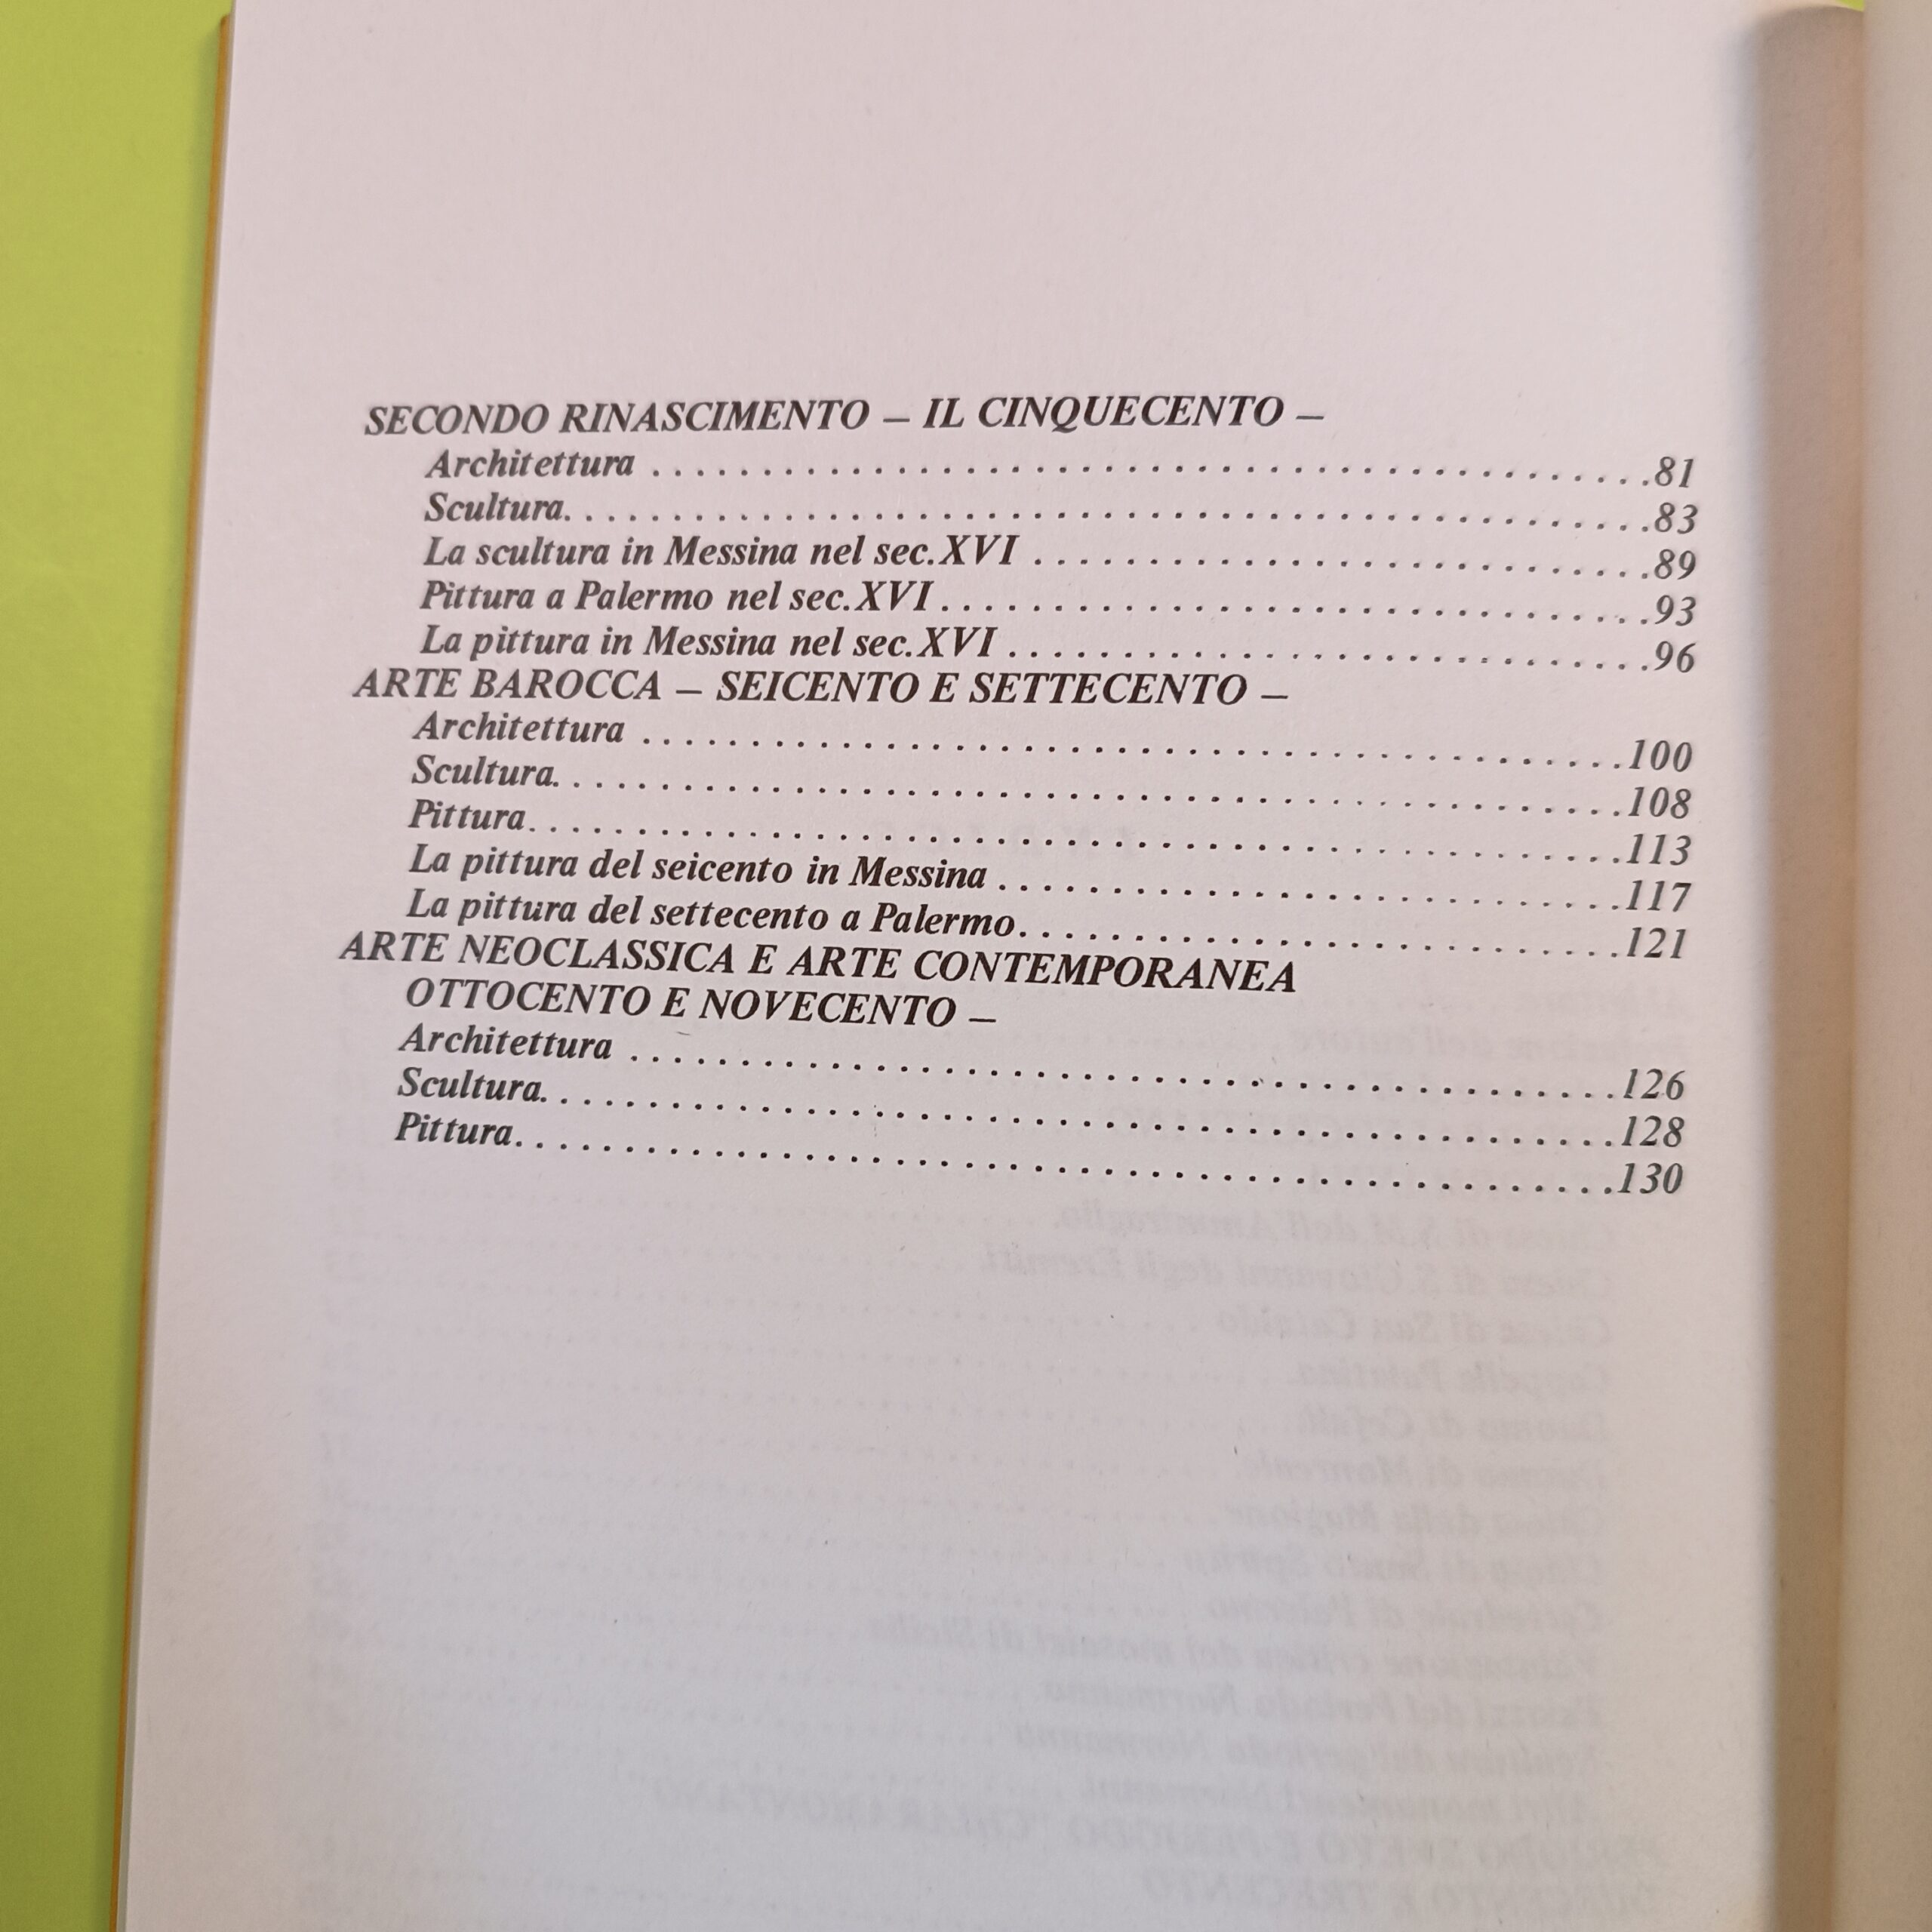 SECONDO RINASCIMENTO – IL CINQUECENTO –
Architettura . . . . . . . . . . . . . . . . . . . . . . . . . . . . . . . . . . . . .81
Scultura. . . . . . . . . . . . . . . . . . . . . . . . . . . . . . . . . . . . . . . .83
La scultura in Messina nel sec.XVI . . . . . . . . . . . . . . . . . . . . . . .89
Pittura a Palermo nel sec.XVI. . . . . . . . . . . . . . . . . . . . . . . . . . .93
La pittura in Messina nel sec.XVI . . . . . . . . . . . . . . . . . . . . . . . .96
ARTE BAROCCA – SEICENTO E SETTECENTO –
Architettura . . . . . . . . . . . . . . . . . . . . . . . . . . . . . . . . . . . .100
Scultura. . . . . . . . . . . . . . . . . . . . . . . . . . . . . . . . . . . . . . .108
Pittura. . . . . . . . . . . . . . . . . . . . . . . . . . . . . . . . . . . . . . . .113
La pittura del seicento in Messina . . . . . . . . . . . . . . . . . . . . . . .117
La pittura del settecento a Palermo. . . . . . . . . . . . . . . . . . . . . . .121
ARTE NEOCLASSICA E ARTE CONTEMPORANEA
OTTOCENTO E NOVECENTO –
Architettura . . . . . . . . . . . . . . . . . . . . . . . . . . . . . . . . . . . .126
Scultura. . . . . . . . . . . . . . . . . . . . . . . . . . . . . . . . . . . . . . .128
Pittura. . . . . . . . . . . . . . . . . . . . . . . . . . . . . . . . . . . . . . . .130